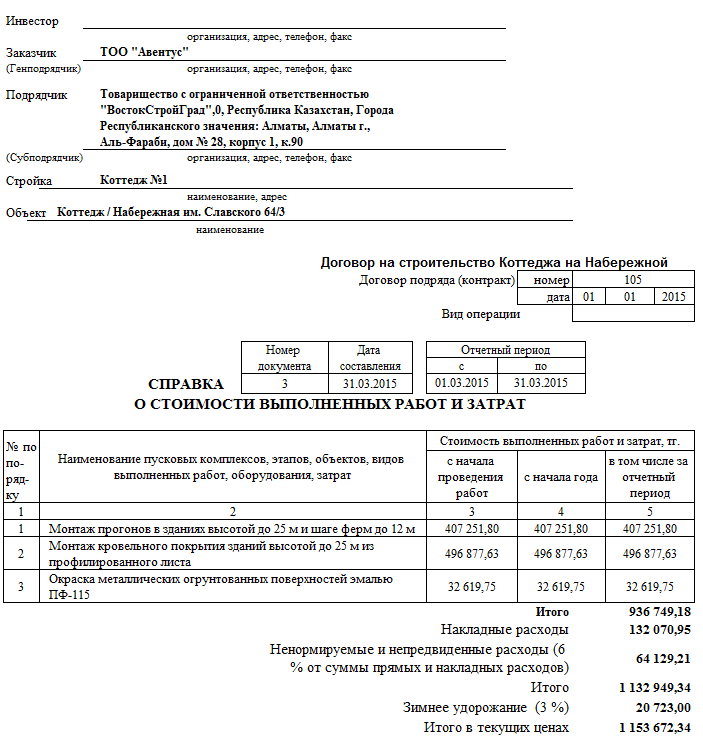 Инвестор
организация, адрес, телефон, факс
Заказчик ТОО "Авентус"
(Генподрядчик) организация, адрес, телефон, факс
Подрядчик Товарищество с ограниченной ответственностью
"ВостокСтройГрад",0, Республика Казахстан, Города
Республиканского значения: Алматы, Алматы г.,
Аль-Фараби, дом № 28, корпус 1, к.90
(Субподрядчик) организация, адрес, телефон, факс
Стройка Коттедж №1
наименование, адрес
Объект Коттедж / Набережная им. Славского 64/3
наименование
Договор на строительство Коттеджа на Набережной
Договор подряда (контракт) номер 105
дата 01 01 2015
Вид операции
Номер документа Дата составления Отчетный период
с по
СПРАВКА 3 31.03.2015 01.03.2015 31.03.2015
О СТОИМОСТИ ВЫПОЛНЕННЫХ РАБОТ И ЗАТРАТ
№ по по-ряд-ку Наименование пусковых комплексов, этапов, объектов, видов выполненных работ, оборудования, затрат Стоимость выполненных работ и затрат, тг.
с начала проведения работ с начала года в том числе за отчетный период
1 2 3 4 5
1 Монтаж прогонов в зданиях высотой до 25 м и шаге ферм до 12 м 407 251,80 407 251,80 407 251,80
2 Монтаж кровельного покрытия зданий высотой до 25 м из профилированного листа 496 877,63 496 877,63 496 877,63
3 Окраска металлических огрунтованных поверхностей эмалью ПФ-115 32 619,75 32 619,75 32 619,75
Итого 936 749,18
Накладные расходы 132 070,95
Ненормируемые и непредвиденные расходы (6
% от суммы прямых и накладных расходов) 64 129,21
Итого 1 132 949,34
Зимнее удорожание (3 %) 20 723,00
Итого в текущих ценах 1 153 672,34